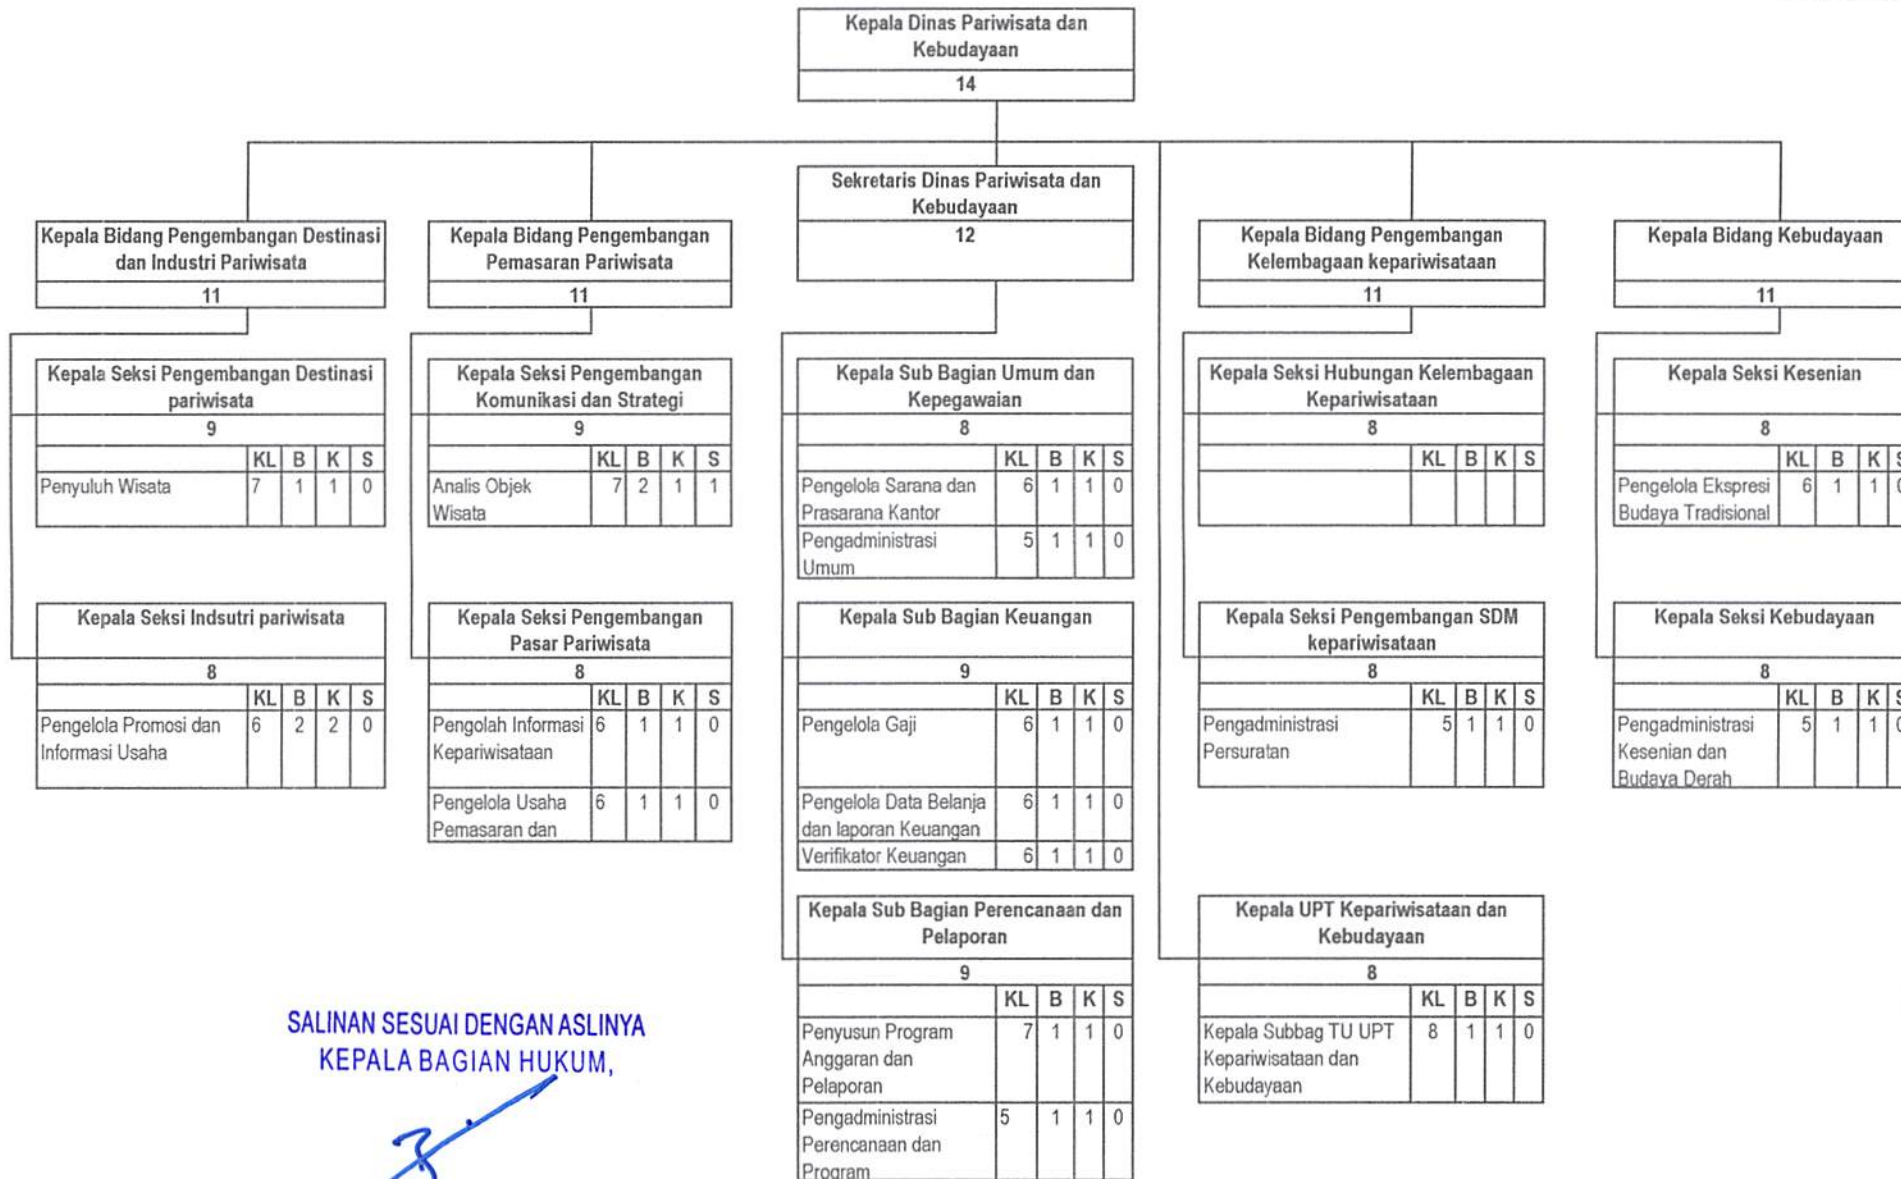 Kepala Dinas Pariwisata dan
Kebudayaan
14
Sekretaris Dinas Pariwisata dan
Kebudayaan
12
Kepala Bidang Pengembangan Destinasi
dan Industri Pariwisata
11
Kepala Bidang Pengembangan
Pemasaran Pariwisata
11
Kepala Bidang Pengembangan
Kelembagaan kepariwisataan
11
Kepala Bidang Kebudayaan
11
Kepala Seksi Pengembangan Destinasi
pariwisata
9
KL B K S
Penyuluh Wisata 7 1 1 0
Kepala Seksi Pengembangan
Komunikasi dan Strategi
9
KL B K S
Analis Objek 7 2 1 1
Wisata
Kepala Sub Bagian Umum dan
Kepegawaian
8
KL B K S
Pengelola Sarana dan 6 1 1 0
Prasarana Kantor
Pengadministrasi 5 1 1 0
Umum
Kepala Seksi Hubungan Kelembagaan
Kepariwisataan
8
KL B K S
Kepala Seksi Kesenian
8
KL B K S
Pengelola Ekspresi 6 1 1 0
Budaya Tradisional
Kepala Seksi Indsutri pariwisata
8
KL B K S
Pengelola Promosi dan 6 2 2 0
Informasi Usaha
Kepala Seksi Pengembangan
Pasar Pariwisata
8
KL B K S
Pengolah Informasi 6 1 1 0
Kepariwisataan
Pengelola Usaha 6 1 1 0
Pemasaran dan
Kepala Sub Bagian Keuangan
9
KL B K S
Pengelola Gaji 6 1 1 0
Pengelola Data Belanja 6 1 1 0
dan laporan Keuangan
Verifikator Keuangan 6 1 1 0
Kepala Seksi Pengembangan SDM
kepariwisataan
8
KL B K S
Pengadministrasi 5 1 1 0
Persuratan
Kepala Seksi Kebudayaan
8
KL B K S
Pengadministrasi 5 1 1 0
Kesenian dan
Budaya Derah
Kepala Sub Bagian Perencanaan dan
Pelaporan
9
KL B K S
Penyusun Program 7 1 1 0
Anggaran dan
Pelaporan
Pengadministrasi 5 1 1 0
Perencanaan dan
Program
Kepala UPT Kepariwisataan dan
Kebudayaan
8
KL B K S
Kepala Subbag TU UPT 8 1 1 0
Kepariwisataan dan
Kebudayaan
SALINAN SESUAI DENGAN ASLINYA
KEPALA BAGIAN HUKUM,